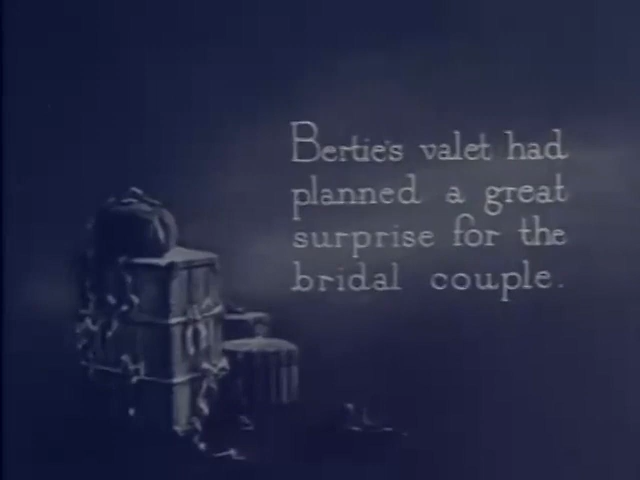 Bertie's valet had
planned a great
surprise for the
bridal couple.